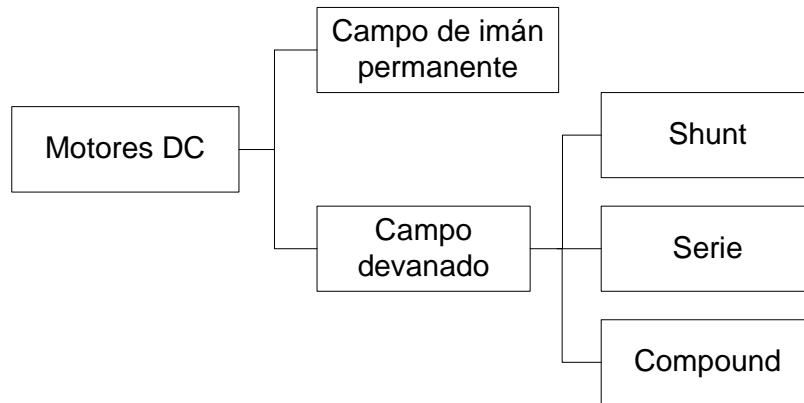 Campo de imán
permanente
Motores DC
Shunt
Campo
devanado
Serie
Compound